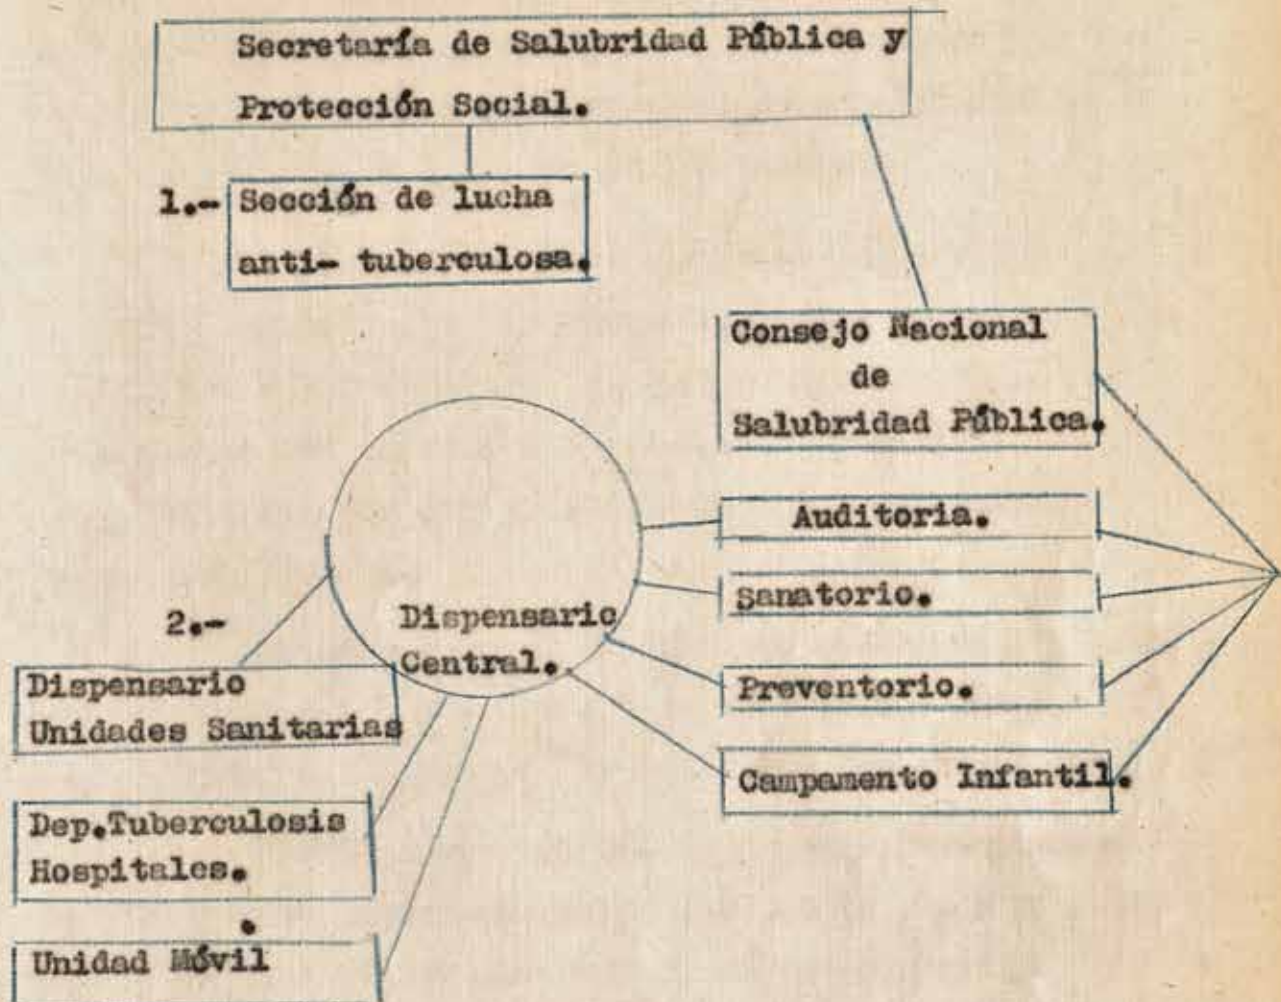 Secretaría de Salubridad Pública y
Protección Social.
1.- Sección de lucha
anti- tuberculosa.
Consejo Nacional
de
Salubridad Pública.
Auditoria.
Sanatorio.
2.-
Dispensario
Central.
Preventorio.
Dispensario
Unidades Sanitarias
Campamento Infantil.
Dep.Tuberculosis
Hospitales.
Unidad Móvil